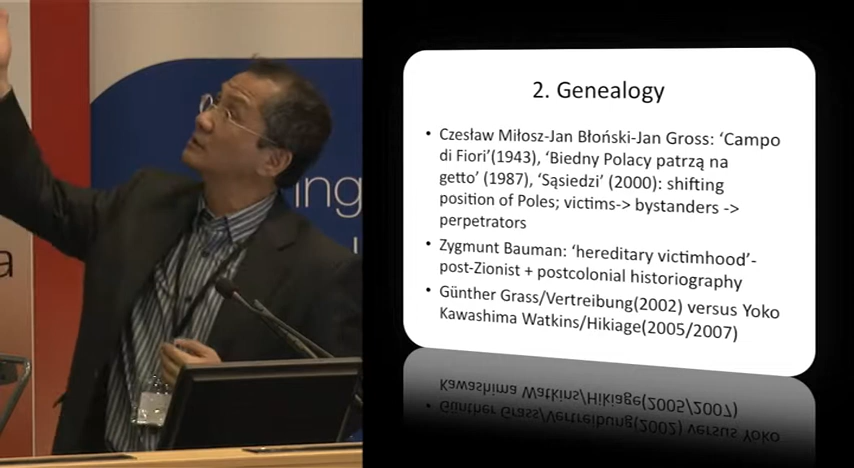 ing
a
2. Genealogy
• Czesław Miłosz-Jan Błoński-Jan Gross: ‘Campo
di Fiori’(1943), ‘Biedny Polacy patrzą na
getto’ (1987), ‘Sąsiedzi’ (2000): shifting
position of Poles; victims-> bystanders ->
perpetrators
• Zygmunt Bauman: ‘hereditary victimhood’-
post-Zionist + postcolonial historiography
• Günther Grass/Vertreibung(2002) versus Yoko
Kawashima Watkins/Hikiage(2005/2007)